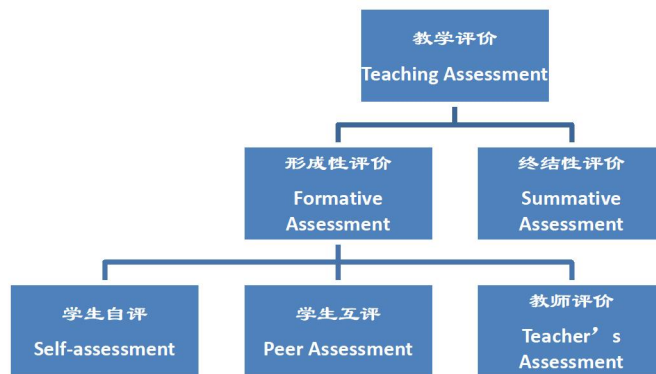 教学评价
Teaching Assessment
形成性评价
Formative
Assessment
终结性评价
Summative
Assessment
学生自评
Self-assessment
学生互评
Peer Assessment
教师评价
Teacher’s
Assessment